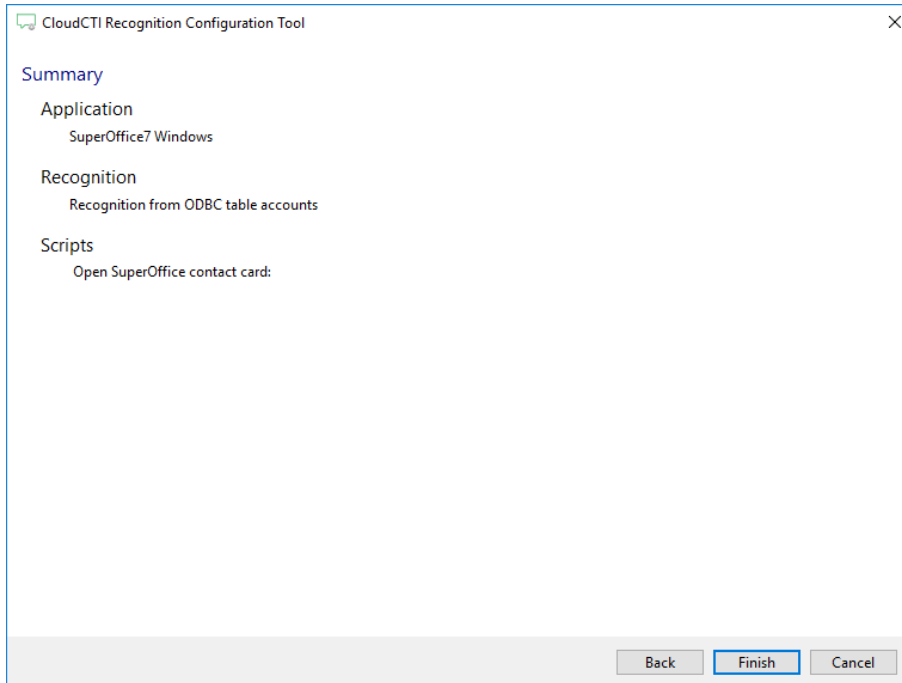 CloudCTI Recognition Configuration Tool
Summary
Application
SuperOffice7 Windows
Recognition
Recognition from ODBC table accounts
Scripts
Open SuperOffice contact card:
Back Finish Cancel